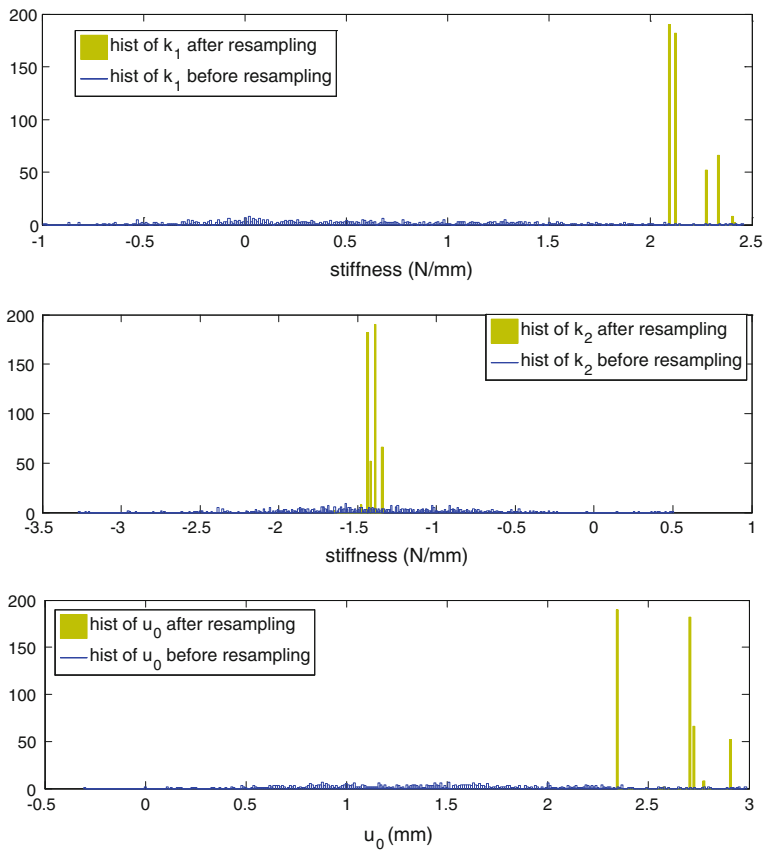 200
150
100
50
0
hist of k1 after resampling
hist of k1 before resampling
-1 -0.5 0 0.5 1 1.5 2 2.5
stiffness (N/mm)
200
150
100
50
0
hist of k2 after resampling
hist of k2 before resampling
-3.5 -3 -2.5 -2 -1.5 -1 -0.5 0 0.5 1
stiffness (N/mm)
200
150
100
50
0
hist of u0 after resampling
hist of u0 before resampling
-0.5 0 0.5 1 1.5 2 2.5 3
u0 (mm)